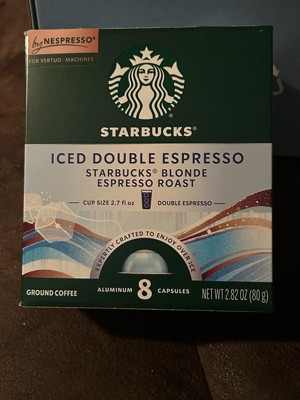 by NESPRESSO*
FOR VERTUO MACHINES
STARBUCKS®
ICED DOUBLE ESPRESSO
STARBUCKS® BLONDE
ESPRESSO ROAST
CUP SIZE 2.7 fl oz DOUBLE ESPRESSO
EXPERTLY CRAFTED TO ENJOY OVER ICE
GROUND COFFEE
ALUMINUM 8 CAPSULES
NET WT 2.82 OZ (80 g)